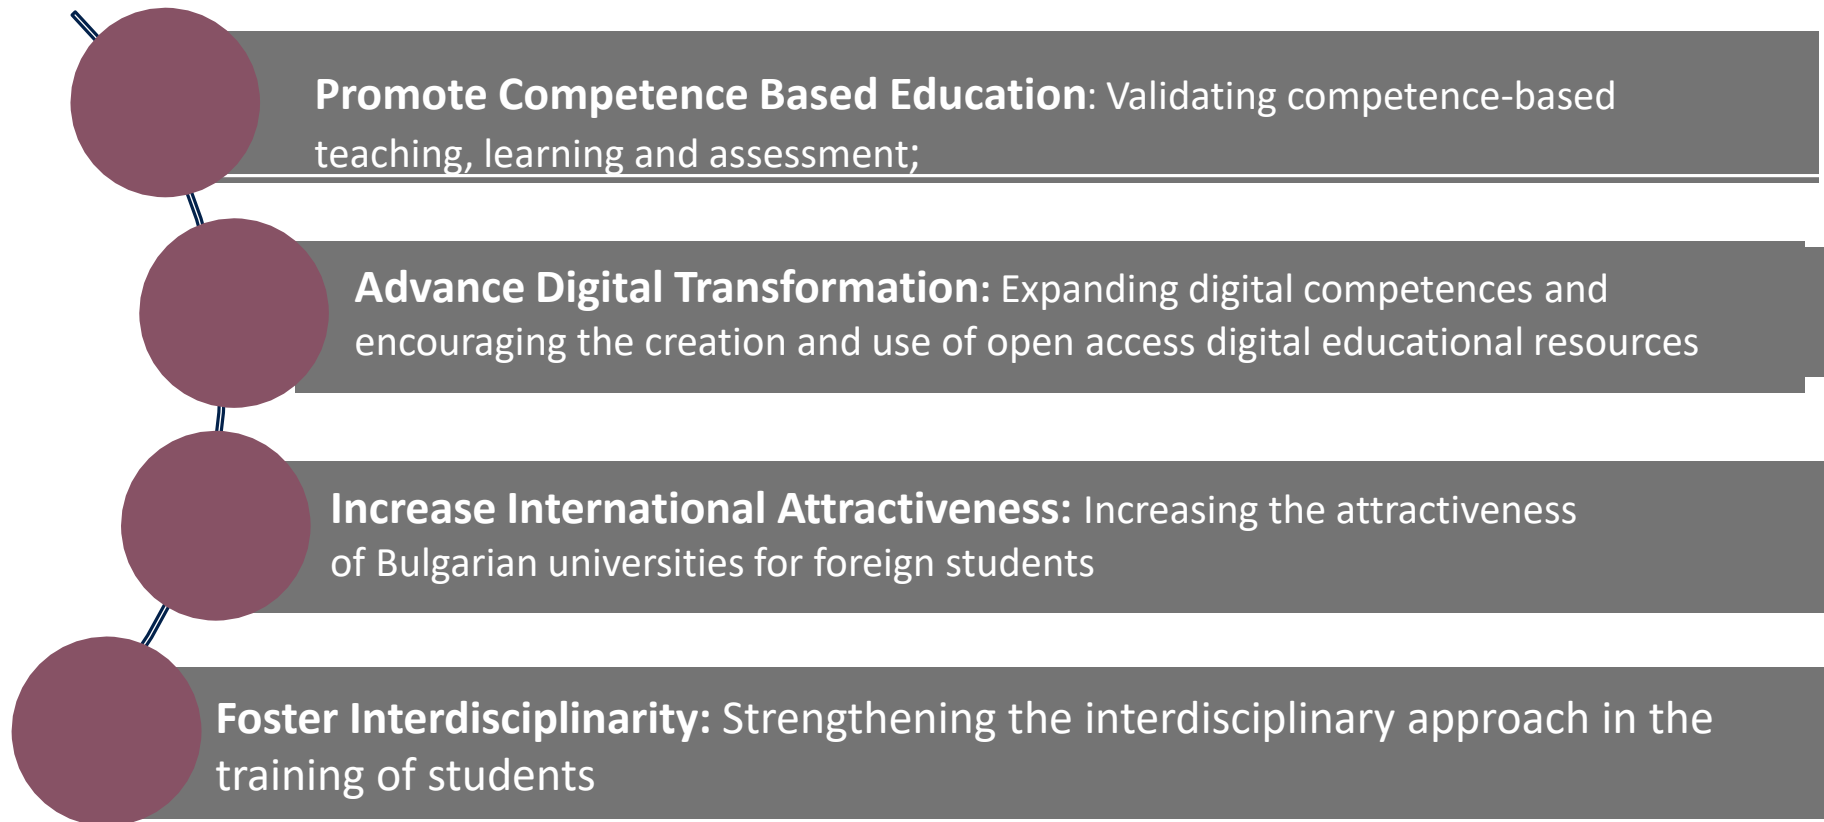 Promote Competence Based Education: Validating competence-based
teaching, learning and assessment;
Advance Digital Transformation: Expanding digital competences and
encouraging the creation and use of open access digital educational resources
Increase International Attractiveness: Increasing the attractiveness
of Bulgarian universities for foreign students
Foster Interdisciplinarity: Strengthening the interdisciplinary approach in the
training of students